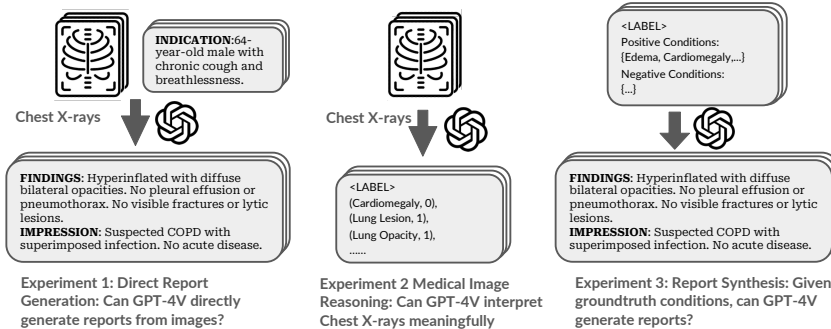 INDICATION:64-
year-old male with
chronic cough and
breathlessness.
Chest X-rays
FINDINGS: Hyperinflated with diffuse
bilateral opacities. No pleural effusion or
pneumothorax. No visible fractures or lytic
lesions.
IMPRESSION: Suspected COPD with
superimposed infection. No acute disease.
Experiment 1: Direct Report
Generation: Can GPT-4V directly
generate reports from images?
Chest X-rays
<LABEL>
(Cardiomegaly, 0),
(Lung Lesion, 1),
(Lung Opacity, 1),
......
Experiment 2 Medical Image
Reasoning: Can GPT-4V interpret
Chest X-rays meaningfully
<LABEL>
Positive Conditions:
{Edema, Cardiomegaly,...}
Negative Conditions:
{...}
FINDINGS: Hyperinflated with diffuse
bilateral opacities. No pleural effusion or
pneumothorax. No visible fractures or lytic
lesions.
IMPRESSION: Suspected COPD with
superimposed infection. No acute disease.
Experiment 3: Report Synthesis: Given
groundtruth conditions, can GPT-4V
generate reports?